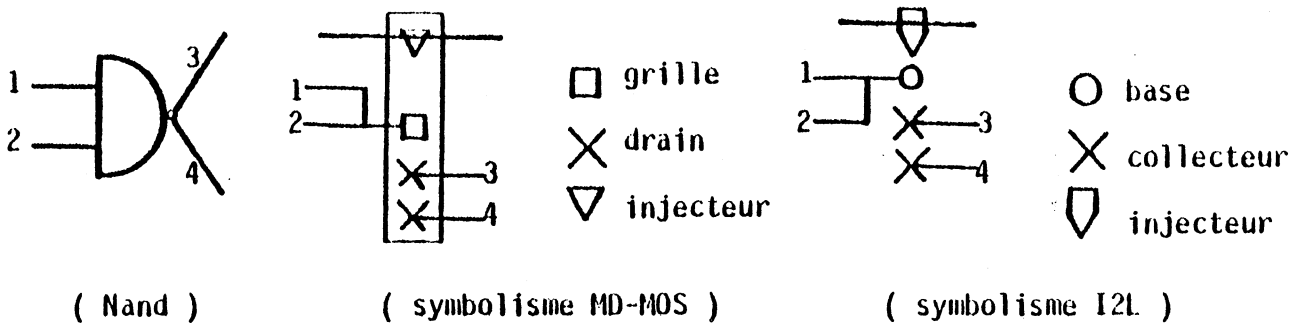 1
2
3
4
1
2
3
4
grille
drain
injecteur
1
2
3
4
base
collecteur
injecteur
( Nand )
( symbolisme MD-MOS )
( symbolisme I2L )